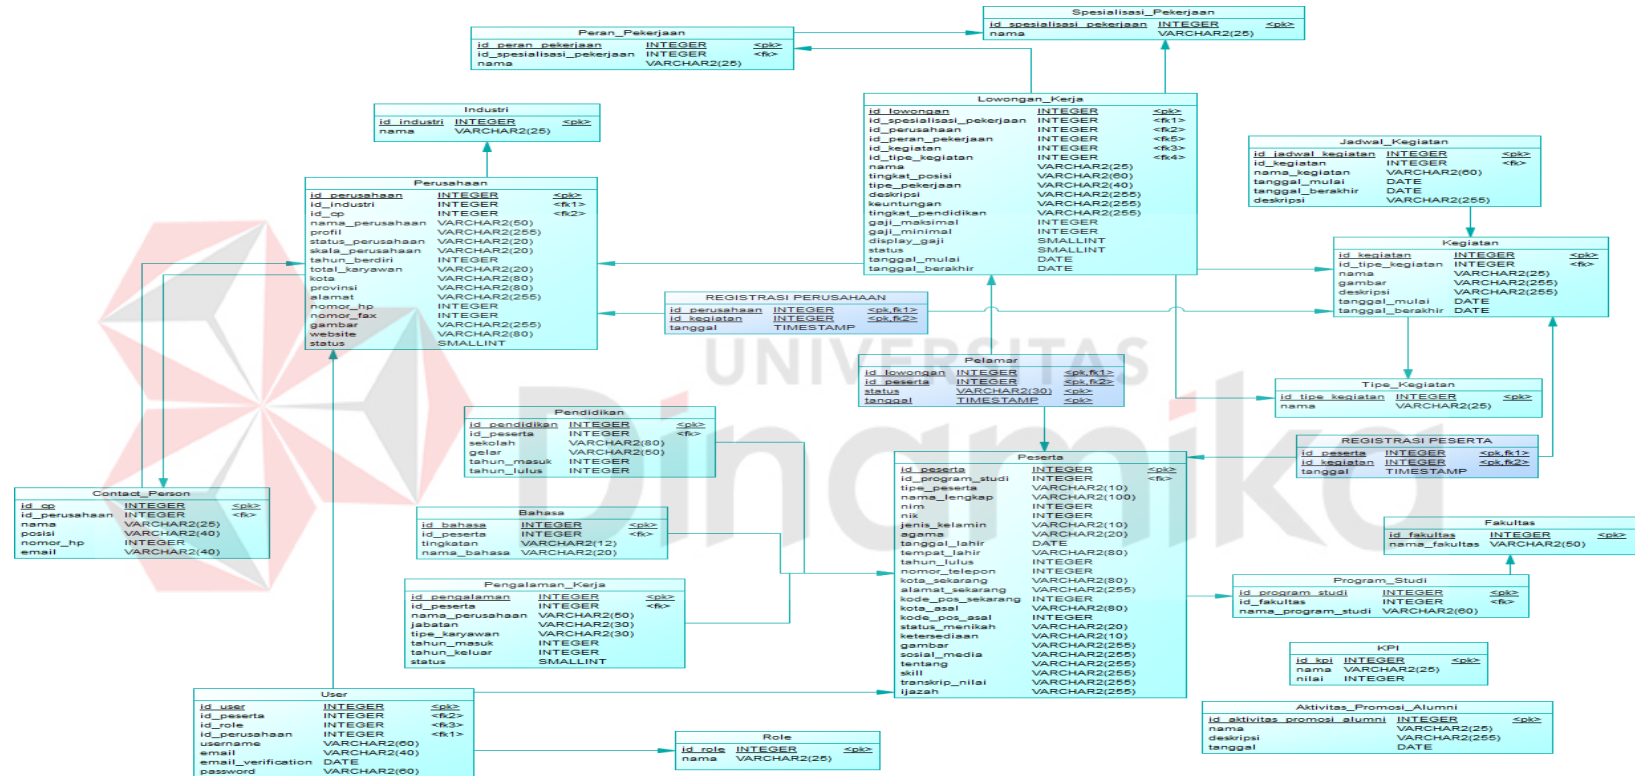 Spesialisasi_Pekerjaan
id_spesialisasi_pekerjaan INTEGER <pk>
nama VARCHAR2(25)
Peran_Pekerjaan
id_peran_pekerjaan INTEGER <pk>
id_spesialisasi_pekerjaan INTEGER <fk>
nama VARCHAR2(25)
Industri
id_industri INTEGER <pk>
nama VARCHAR2(25)
Lowongan_Kerja
id_lowongan INTEGER <pk>
id_spesialisasi_pekerjaan INTEGER <fk1>
id_perusahaan INTEGER <fk2>
id_peran_pekerjaan INTEGER <fk5>
id_kegiatan INTEGER <fk3>
id_tipe_kegiatan INTEGER <fk4>
nama VARCHAR2(25)
tingkat_posisi VARCHAR2(60)
tipe_pekerjaan VARCHAR2(40)
deskripsi VARCHAR2(255)
keuntungan VARCHAR2(255)
tingkat_pendidikan VARCHAR2(255)
gaji_maksimal INTEGER
gaji_minimal INTEGER
display_gaji SMALLINT
status SMALLINT
tanggal_mulai DATE
tanggal_berakhir DATE
Jadwal_Kegiatan
id_jadwal_kegiatan INTEGER <pk>
id_kegiatan INTEGER <fk>
nama_kegiatan VARCHAR2(60)
tanggal_mulai DATE
tanggal_berakhir DATE
deskripsi VARCHAR2(255)
Perusahaan
id_perusahaan INTEGER <pk>
id_industri INTEGER <fk1>
id_cp INTEGER <fk2>
nama_perusahaan VARCHAR2(50)
profil VARCHAR2(255)
status_perusahaan VARCHAR2(20)
skala_perusahaan VARCHAR2(20)
tahun_berdiri INTEGER
total_karyawan VARCHAR2(20)
kota VARCHAR2(80)
provinsi VARCHAR2(80)
alamat VARCHAR2(255)
nomor_hp INTEGER
nomor_fax INTEGER
gambar VARCHAR2(255)
website VARCHAR2(80)
status SMALLINT
Kegiatan
id_kegiatan INTEGER <pk>
id_tipe_kegiatan INTEGER <fk>
nama VARCHAR2(25)
gambar VARCHAR2(255)
deskripsi VARCHAR2(255)
tanggal_mulai DATE
tanggal_berakhir DATE
REGISTRASI PERUSAHAAN
id_perusahaan INTEGER <pk,fk1>
id_kegiatan INTEGER <pk,fk2>
tanggal TIMESTAMP
UNIVERSITAS
Dinamika
Pelamar
id_lowongan INTEGER <pk,fk1>
id_peserta INTEGER <pk,fk2>
status VARCHAR2(30) <pk>
tanggal TIMESTAMP <pk>
Tipe_Kegiatan
id_tipe_kegiatan INTEGER <pk>
nama VARCHAR2(25)
Pendidikan
id_pendidikan INTEGER <pk>
id_peserta INTEGER <fk>
sekolah VARCHAR2(80)
gelar VARCHAR2(50)
tahun_masuk INTEGER
tahun_lulus INTEGER
REGISTRASI PESERTA
id_peserta INTEGER <pk,fk1>
id_kegiatan INTEGER <pk,fk2>
tanggal TIMESTAMP
Peserta
id_peserta INTEGER <pk>
id_program_studi INTEGER <fk>
tipe_peserta VARCHAR2(10)
nama_lengkap VARCHAR2(100)
nim INTEGER
nik INTEGER
jenis_kelamin VARCHAR2(10)
agama VARCHAR2(20)
tanggal_lahir DATE
tempat_lahir VARCHAR2(80)
tahun_lulus INTEGER
nomor_telepon INTEGER
kota_sekarang VARCHAR2(80)
alamat_sekarang VARCHAR2(255)
kode_pos_sekarang INTEGER
kota_asal VARCHAR2(80)
kode_pos_asal INTEGER
status_menikah VARCHAR2(20)
ketersediaan VARCHAR2(10)
gambar VARCHAR2(255)
sosial_media VARCHAR2(255)
tentang VARCHAR2(255)
skill VARCHAR2(255)
transkrip_nilai VARCHAR2(255)
ijazah VARCHAR2(255)
Contact_Person
id_cp INTEGER <pk>
id_perusahaan INTEGER <fk>
nama VARCHAR2(25)
posisi VARCHAR2(40)
nomor_hp INTEGER
email VARCHAR2(40)
Bahasa
id_bahasa INTEGER <pk>
id_peserta INTEGER <fk>
tingkatan VARCHAR2(12)
nama_bahasa VARCHAR2(20)
Fakultas
id_fakultas INTEGER <pk>
nama_fakultas VARCHAR2(50)
Pengalaman_Kerja
id_pengalaman INTEGER <pk>
id_peserta INTEGER <fk>
nama_perusahaan VARCHAR2(50)
jabatan VARCHAR2(30)
tipe_karyawan VARCHAR2(30)
tahun_masuk INTEGER
tahun_keluar INTEGER
status SMALLINT
Program_Studi
id_program_studi INTEGER <pk>
id_fakultas INTEGER <fk>
nama_program_studi VARCHAR2(60)
KPI
id_kpi INTEGER <pk>
nama VARCHAR2(25)
nilai INTEGER
User
id_user INTEGER <pk>
id_peserta INTEGER <fk2>
id_role INTEGER <fk3>
id_perusahaan INTEGER <fk1>
username VARCHAR2(60)
email VARCHAR2(40)
email_verification DATE
password VARCHAR2(60)
Role
id_role INTEGER <pk>
nama VARCHAR2(25)
Aktivitas_Promosi_Alumni
id_aktivitas_promosi_alumni INTEGER <pk>
nama VARCHAR2(25)
deskripsi VARCHAR2(255)
tanggal DATE